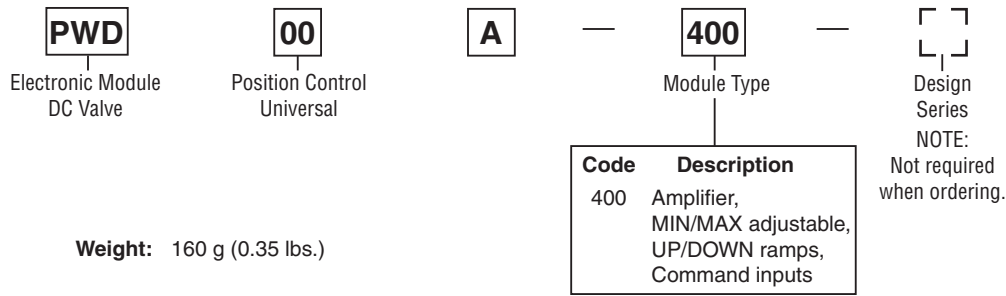 PWD 00 A — 400 —
Electronic Module
DC Valve
Position Control
Universal
Module Type
Design
Series
NOTE:
Not required
when ordering.
Code Description
400 Amplifier,
MIN/MAX adjustable,
UP/DOWN ramps,
Command inputs
Weight: 160 g (0.35 lbs.)